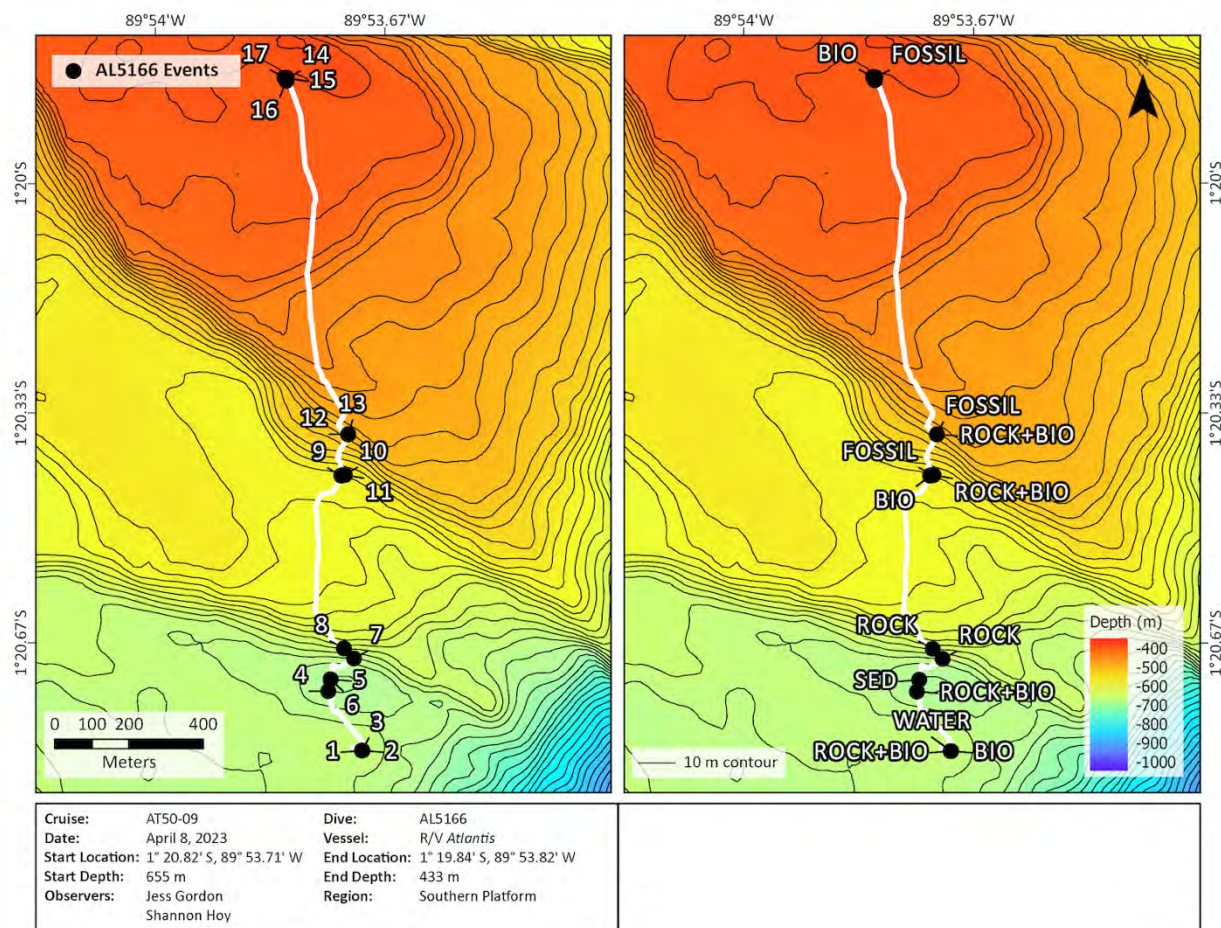 89°54'W 89°53.67'W 89°54'W 89°53.67'W
AL5166 Events
17 14
15
16
BIO FOSSIL
N
1°20'S 1°20'S
13
12
9 10
11
FOSSIL
ROCK+BIO
FOSSIL
ROCK+BIO
BIO
1°20.33'S 1°20.33'S
8 7
4 5
6
3
1 2
ROCK ROCK
SED
ROCK+BIO
WATER
ROCK+BIO BIO
1°20.67'S 1°20.67'S
0 100 200 400
Meters
10 m contour
Depth (m)
-400
-500
-600
-700
-800
-900
-1000
Cruise: AT50-09 Dive: AL5166
Date: April 8, 2023 Vessel: R/V Atlantis
Start Location: 1° 20.82' S, 89° 53.71' W End Location: 1° 19.84' S, 89° 53.82' W
Start Depth: 655 m End Depth: 433 m
Observers: Jess Gordon Region: Southern Platform
Shannon Hoy